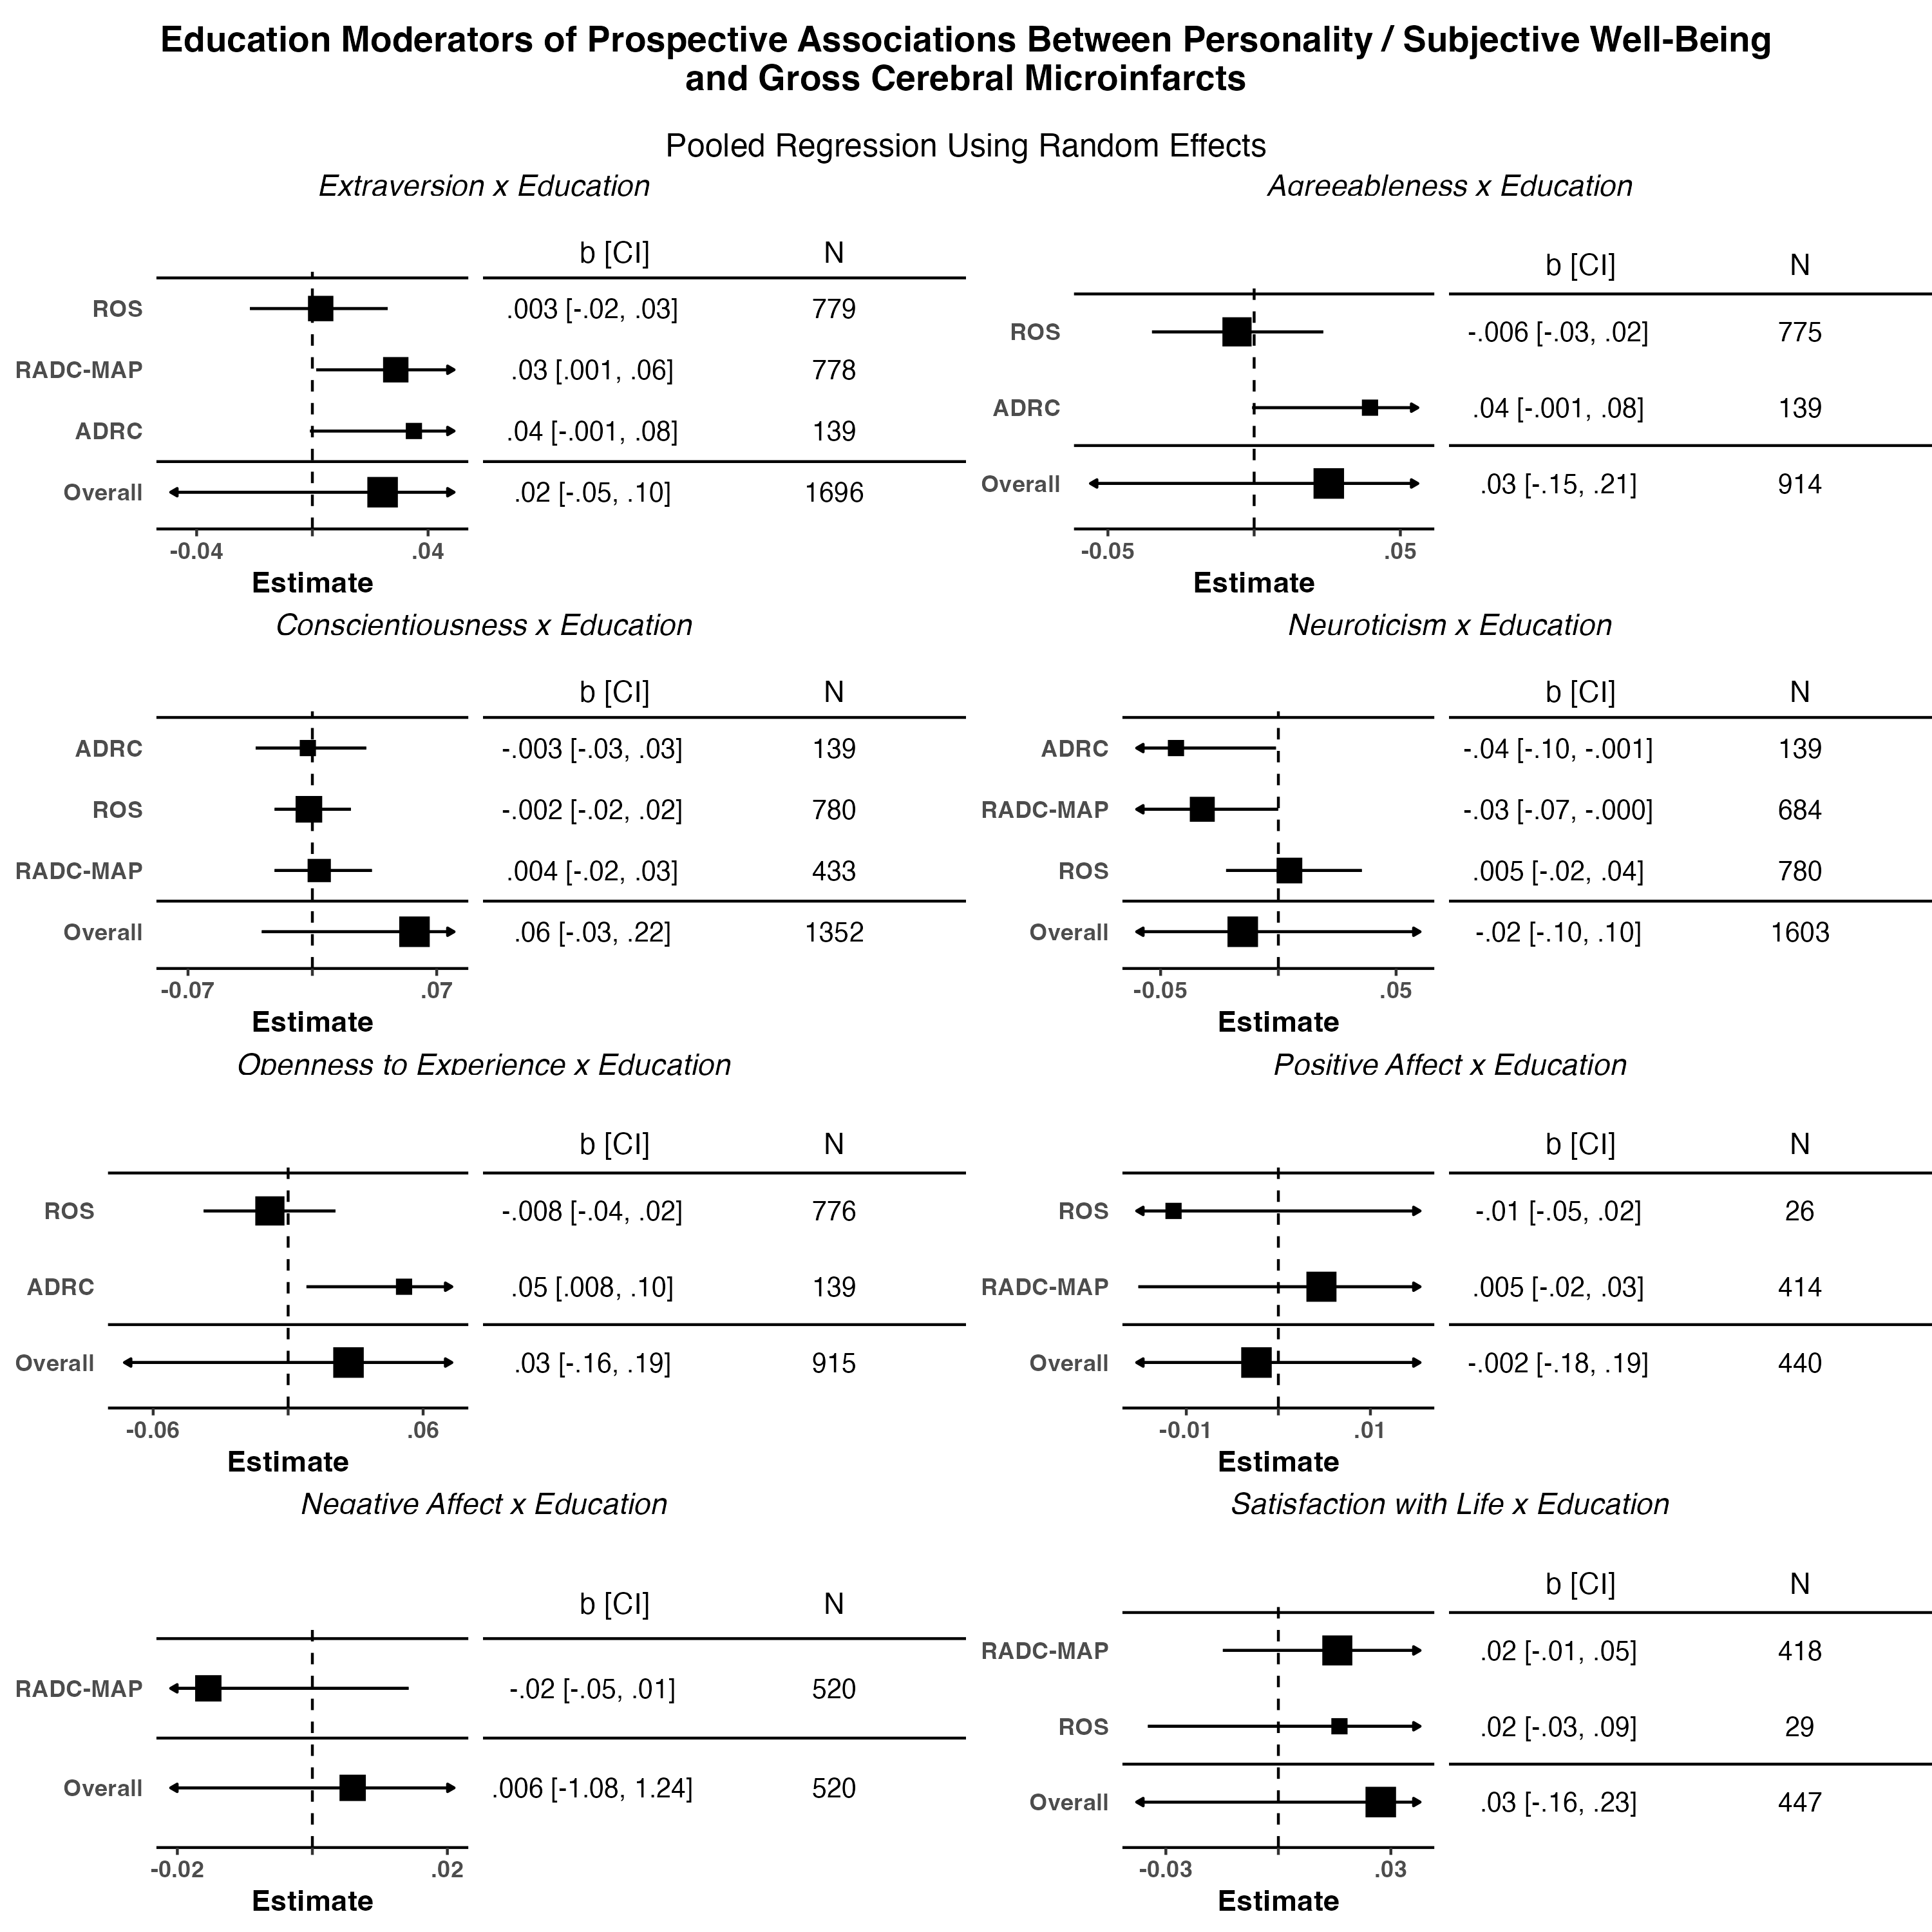 Education Moderators of Prospective Associations Between Personality / Subjective Well-Being
and Gross Cerebral Microinfarcts
Pooled Regression Using Random Effects
Extraversion x Education
b [CI] N
ROS .003 [-.02, .03] 779
RADC-MAP .03 [.001, .06] 778
ADRC .04 [-.001, .08] 139
Overall .02 [-.05, .10] 1696
-0.04 .04
Estimate
Agreeableness x Education
b [CI] N
ROS -.006 [-.03, .02] 775
ADRC .04 [-.001, .08] 139
Overall .03 [-.15, .21] 914
-0.05 .05
Estimate
Conscientiousness x Education
b [CI] N
ADRC -.003 [-.03, .03] 139
ROS -.002 [-.02, .02] 780
RADC-MAP .004 [-.02, .03] 433
Overall .06 [-.03, .22] 1352
-0.07 .07
Estimate
Neuroticism x Education
b [CI] N
ADRC -.04 [-.10, -.001] 139
RADC-MAP -.03 [-.07, -.000] 684
ROS .005 [-.02, .04] 780
Overall -.02 [-.10, .10] 1603
-0.05 .05
Estimate
Openness to Experience x Education
b [CI] N
ROS -.008 [-.04, .02] 776
ADRC .05 [.008, .10] 139
Overall .03 [-.16, .19] 915
-0.06 .06
Estimate
Positive Affect x Education
b [CI] N
ROS -.01 [-.05, .02] 26
RADC-MAP .005 [-.02, .03] 414
Overall -.002 [-.18, .19] 440
-0.01 .01
Estimate
Negative Affect x Education
b [CI] N
RADC-MAP -.02 [-.05, .01] 520
Overall .006 [-1.08, 1.24] 520
-0.02 .02
Estimate
Satisfaction with Life x Education
b [CI] N
RADC-MAP .02 [-.01, .05] 418
ROS .02 [-.03, .09] 29
Overall .03 [-.16, .23] 447
-0.03 .03
Estimate